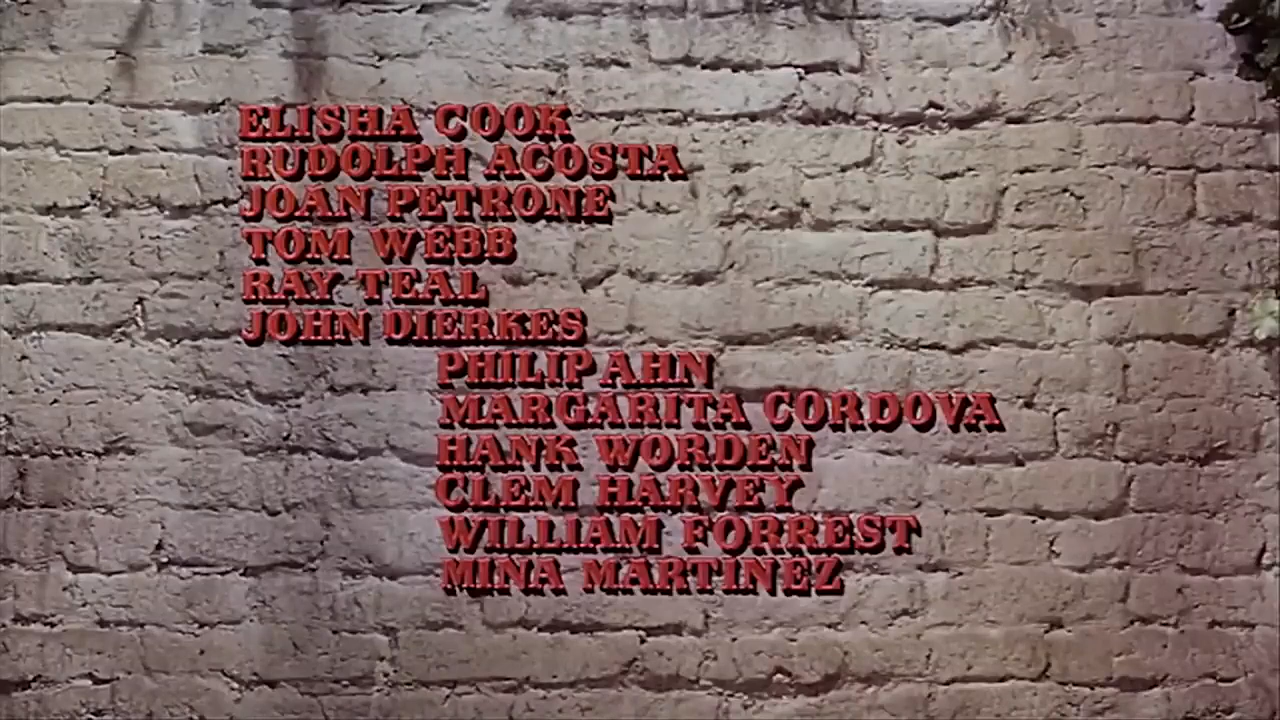 ELISHA COOK
RUDOLPH ACOSTA
JOAN PETRONE
TOM WEBB
RAY TEAL
JOHN DIERKES
PHILIP AHN
MARGARITA CORDOVA
HANK WORDEN
CLEM HARVEY
WILLIAM FORREST
MINA MARTINEZ